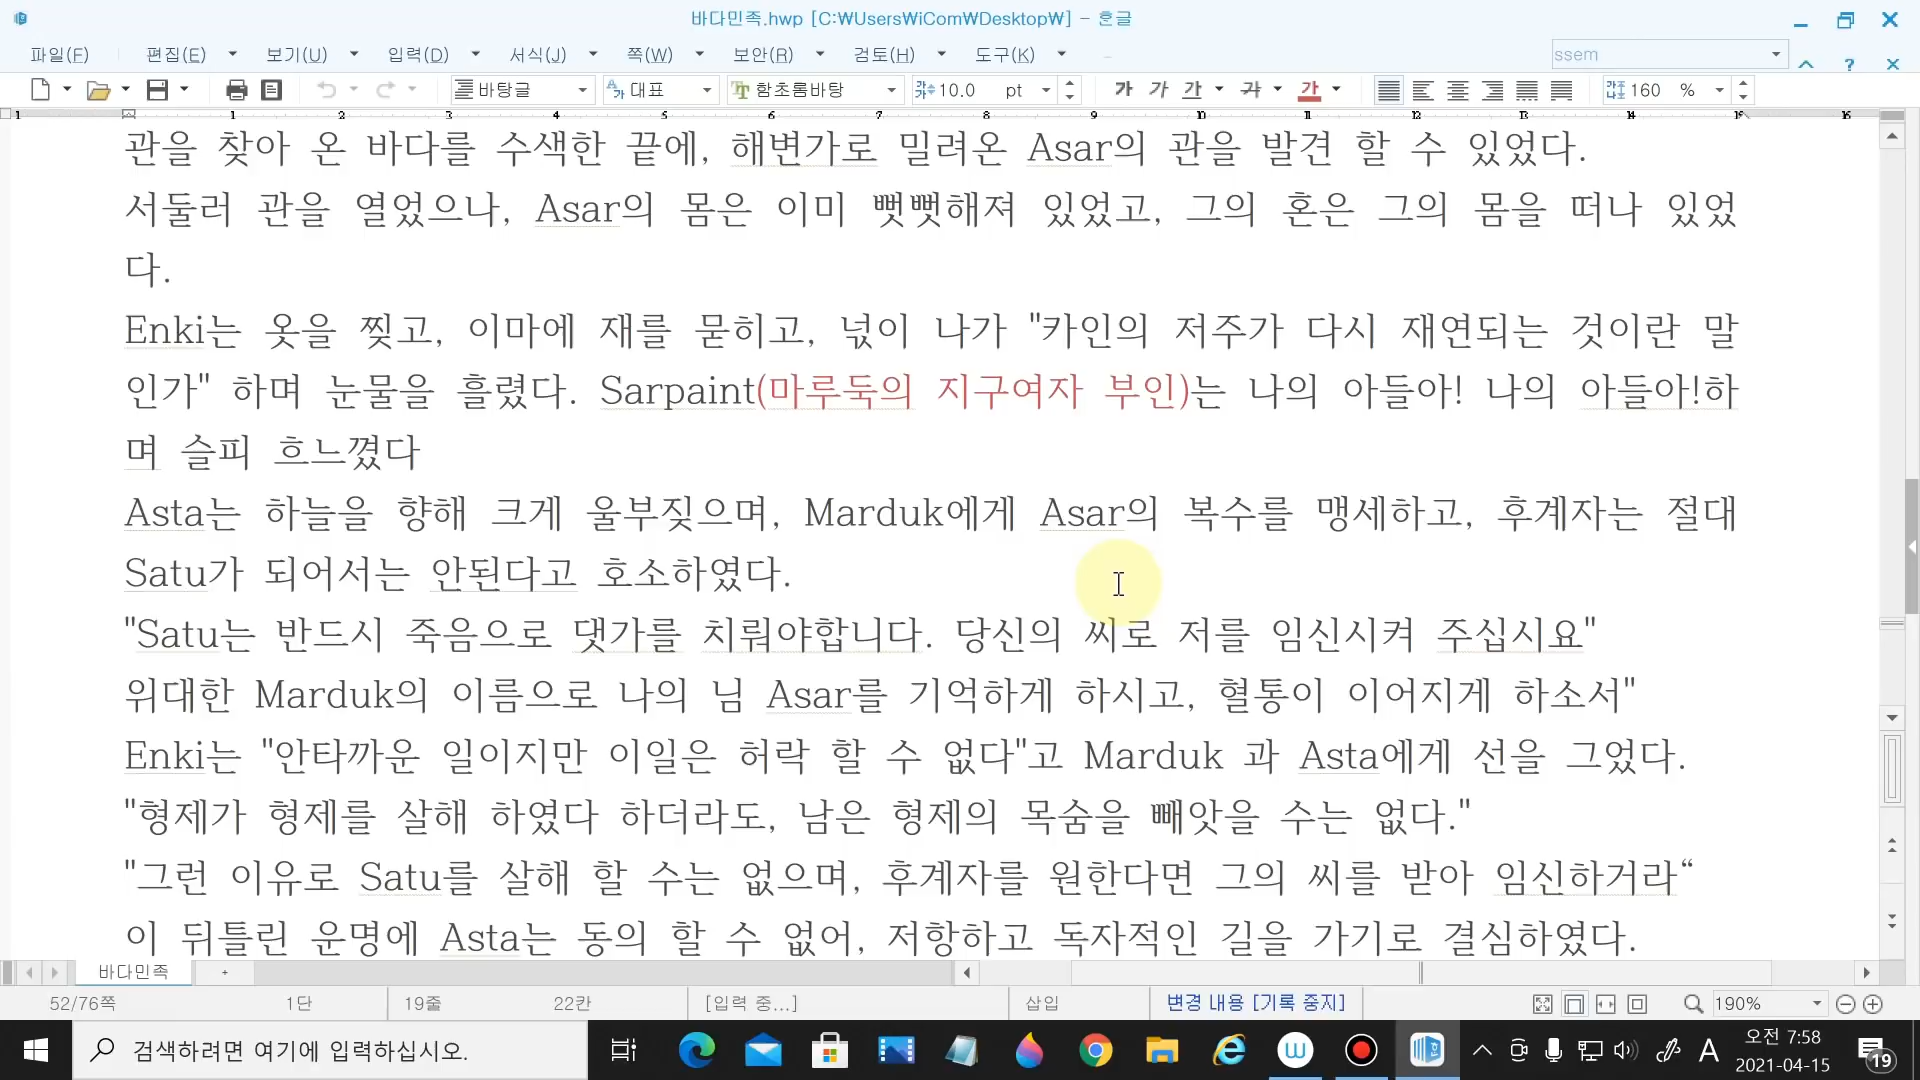 바다민족.hwp [C:₩Users₩iCom₩Desktop₩] - 흔글
파일(F) 편집(E) 보기(U) 입력(D) 서식(J) 쪽(W) 보안(R) 검토(H) 도구(K) ssem
바탕글 대표 함초롬바탕 10.0 pt 가 가 가 가 가 160 %
1 1 2 3 4 5 6 7 8 9 10 11 12 13 14 15 16
관을 찾아 온 바다를 수색한 끝에, 해변가로 밀려온 Asar의 관을 발견 할 수 있었다.
서둘러 관을 열었으나, Asar의 몸은 이미 뻣뻣해져 있었고, 그의 혼은 그의 몸을 떠나 있었
다.
Enki는 옷을 찢고, 이마에 재를 묻히고, 넋이 나가 "카인의 저주가 다시 재연되는 것이란 말
인가" 하며 눈물을 흘렸다. Sarpaint(마루둑의 지구여자 부인)는 나의 아들아! 나의 아들아!하
며 슬피 흐느꼈다
Asta는 하늘을 향해 크게 울부짖으며, Marduk에게 Asar의 복수를 맹세하고, 후계자는 절대
Satu가 되어서는 안된다고 호소하였다.
"Satu는 반드시 죽음으로 댓가를 치뤄야합니다. 당신의 씨로 저를 임신시켜 주십시요"
위대한 Marduk의 이름으로 나의 님 Asar를 기억하게 하시고, 혈통이 이어지게 하소서"
Enki는 "안타까운 일이지만 이일은 허락 할 수 없다"고 Marduk 과 Asta에게 선을 그었다.
"형제가 형제를 살해 하였다 하더라도, 남은 형제의 목숨을 빼앗을 수는 없다."
"그런 이유로 Satu를 살해 할 수는 없으며, 후계자를 원한다면 그의 씨를 받아 임신하거라“
이 뒤틀린 운명에 Asta는 동의 할 수 없어, 저항하고 독자적인 길을 가기로 결심하였다.
바다민족 +
52/76쪽 1단 19줄 22칸 [입력 중...] 삽입 변경 내용 [기록 중지] 190%
검색하려면 여기에 입력하십시오. A 오전 7:58
2021-04-15 19